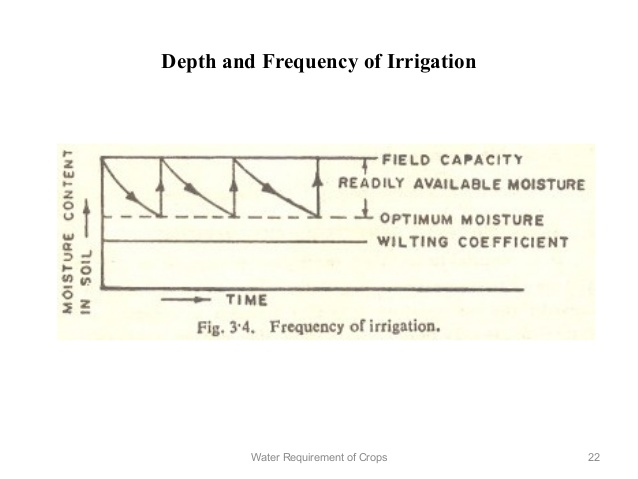 Depth and Frequency of Irrigation
MOISTURE CONTENT
IN SOIL
FIELD CAPACITY
READILY AVAILABLE MOISTURE
OPTIMUM MOISTURE
WILTING COEFFICIENT
TIME
Fig. 3·4. Frequency of irrigation.
Water Requirement of Crops
22